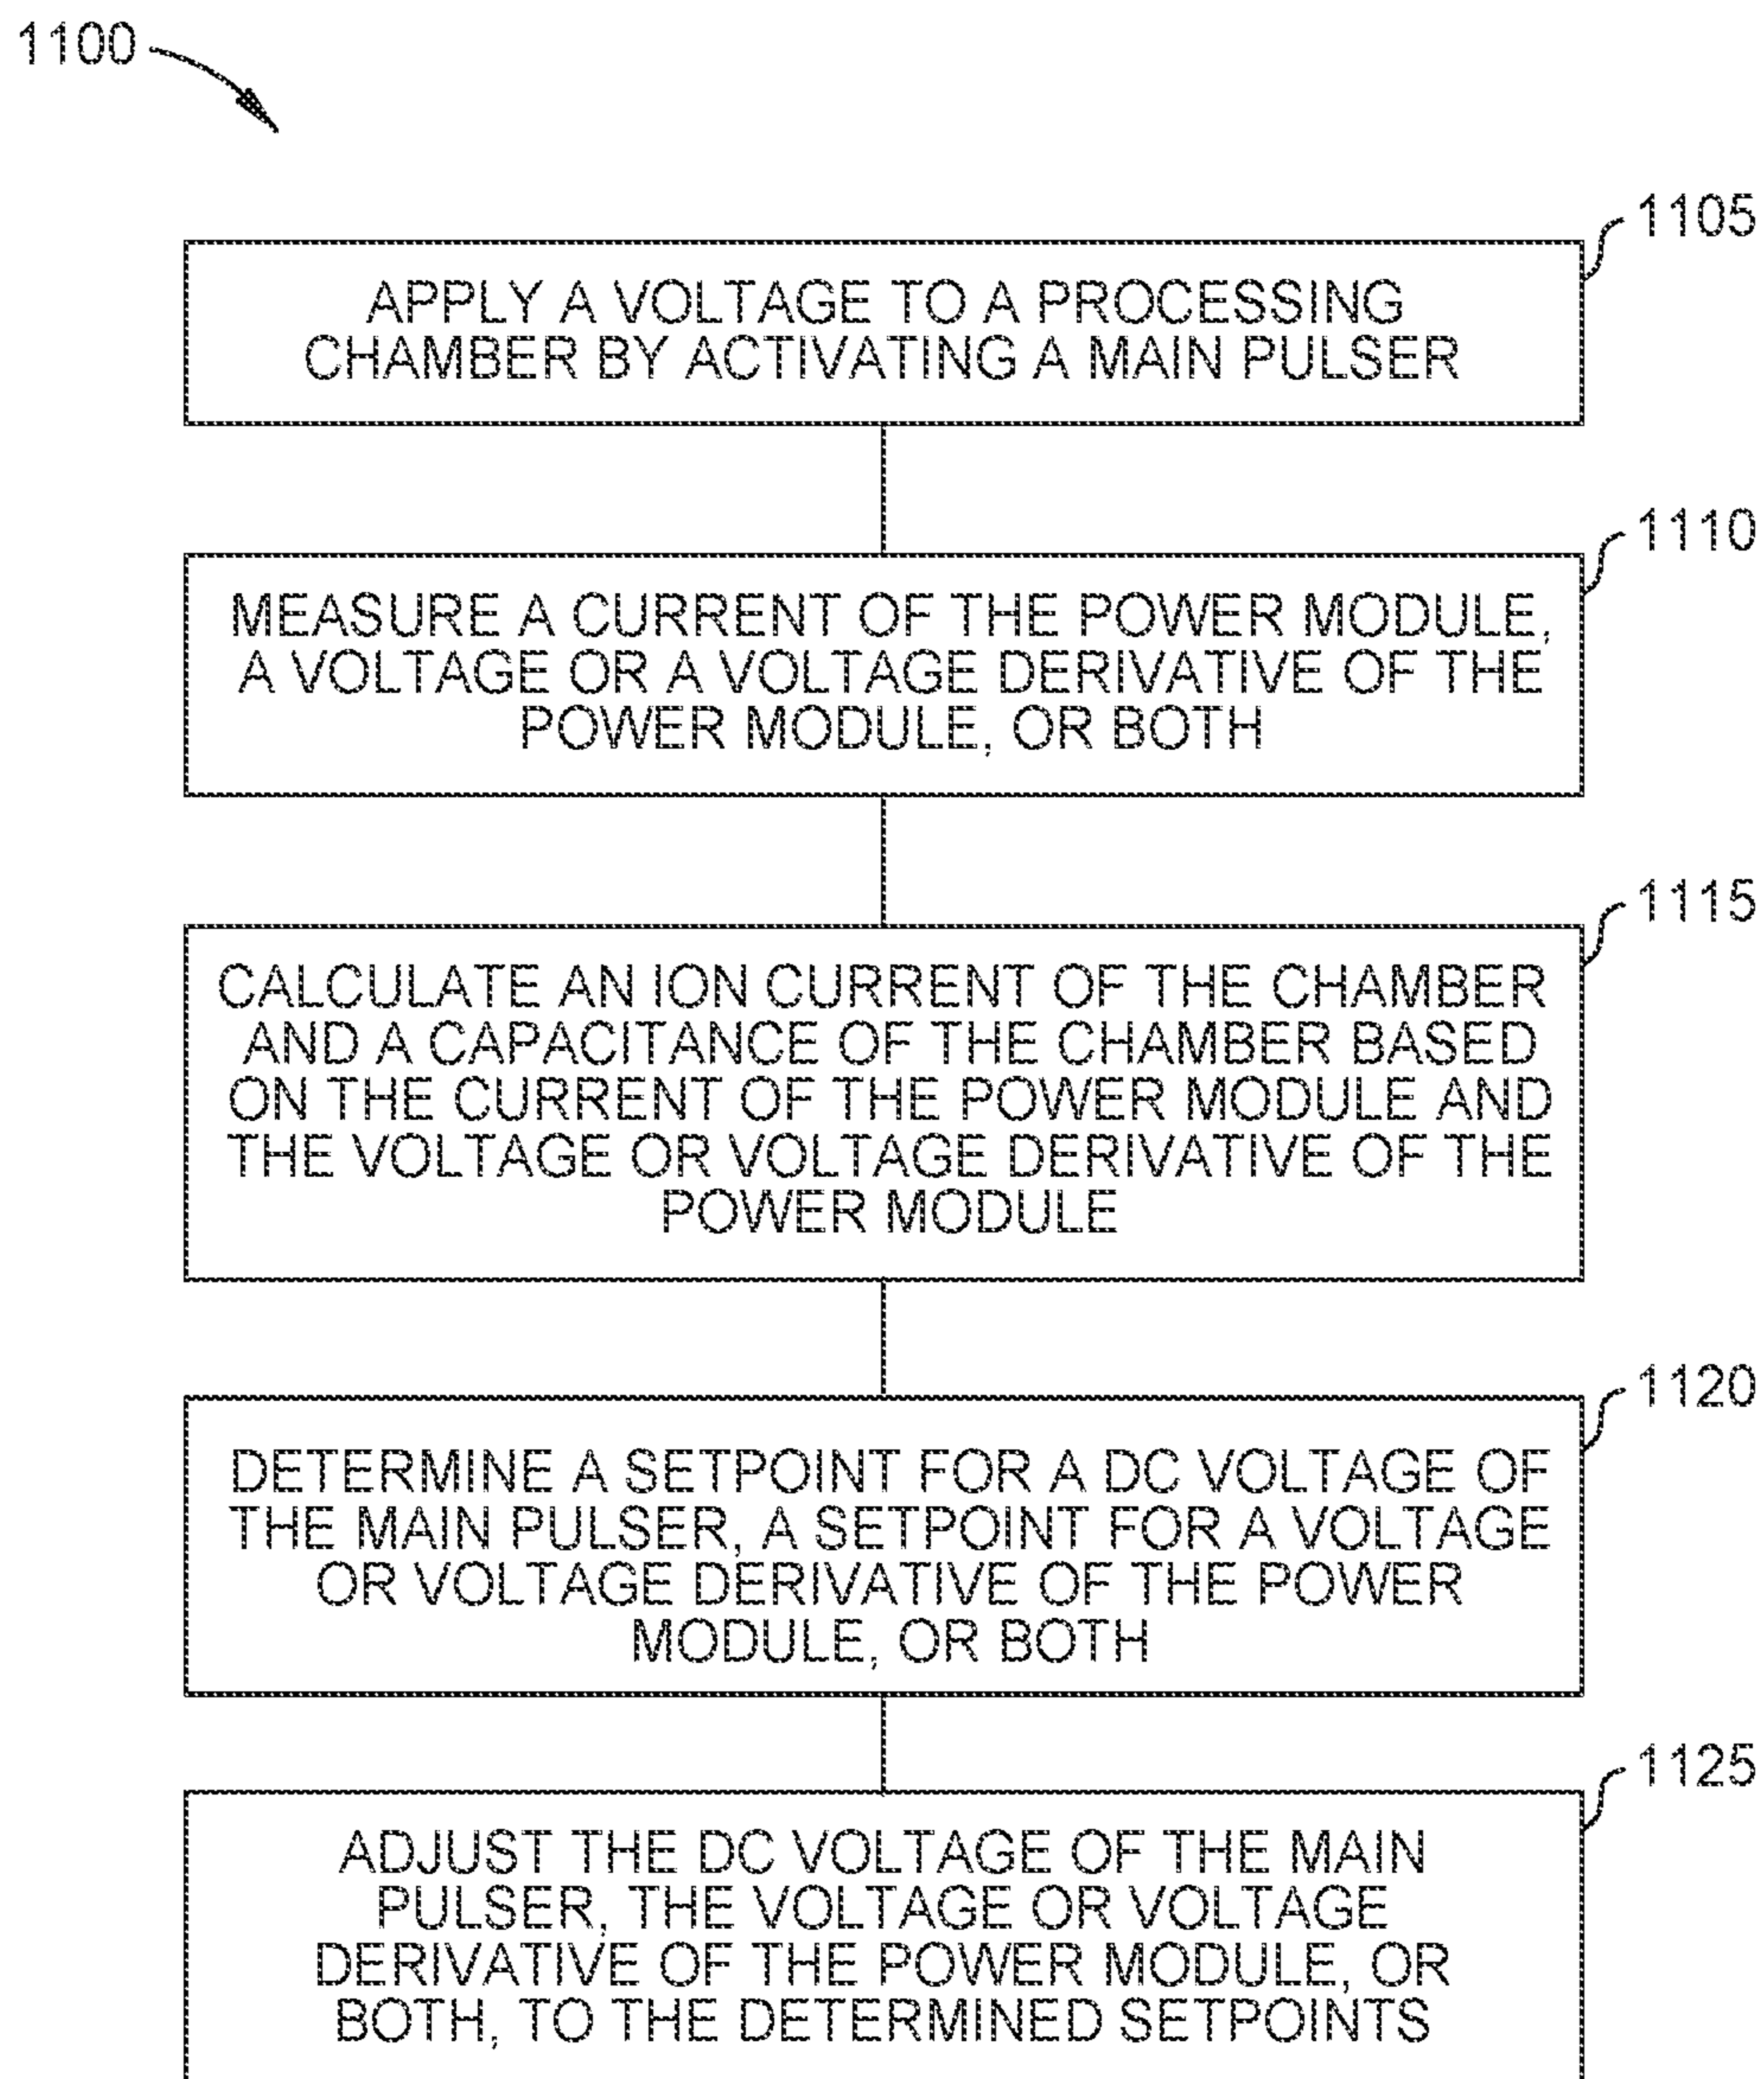 1100
1105
APPLY A VOLTAGE TO A PROCESSING
CHAMBER BY ACTIVATING A MAIN PULSER
1110
MEASURE A CURRENT OF THE POWER MODULE,
A VOLTAGE OR A VOLTAGE DERIVATIVE OF THE
POWER MODULE, OR BOTH
1115
CALCULATE AN ION CURRENT OF THE CHAMBER
AND A CAPACITANCE OF THE CHAMBER BASED
ON THE CURRENT OF THE POWER MODULE AND
THE VOLTAGE OR VOLTAGE DERIVATIVE OF THE
POWER MODULE
1120
DETERMINE A SETPOINT FOR A DC VOLTAGE OF
THE MAIN PULSER, A SETPOINT FOR A VOLTAGE
OR VOLTAGE DERIVATIVE OF THE POWER
MODULE, OR BOTH
1125
ADJUST THE DC VOLTAGE OF THE MAIN
PULSER, THE VOLTAGE OR VOLTAGE
DERIVATIVE OF THE POWER MODULE, OR
BOTH, TO THE DETERMINED SETPOINTS